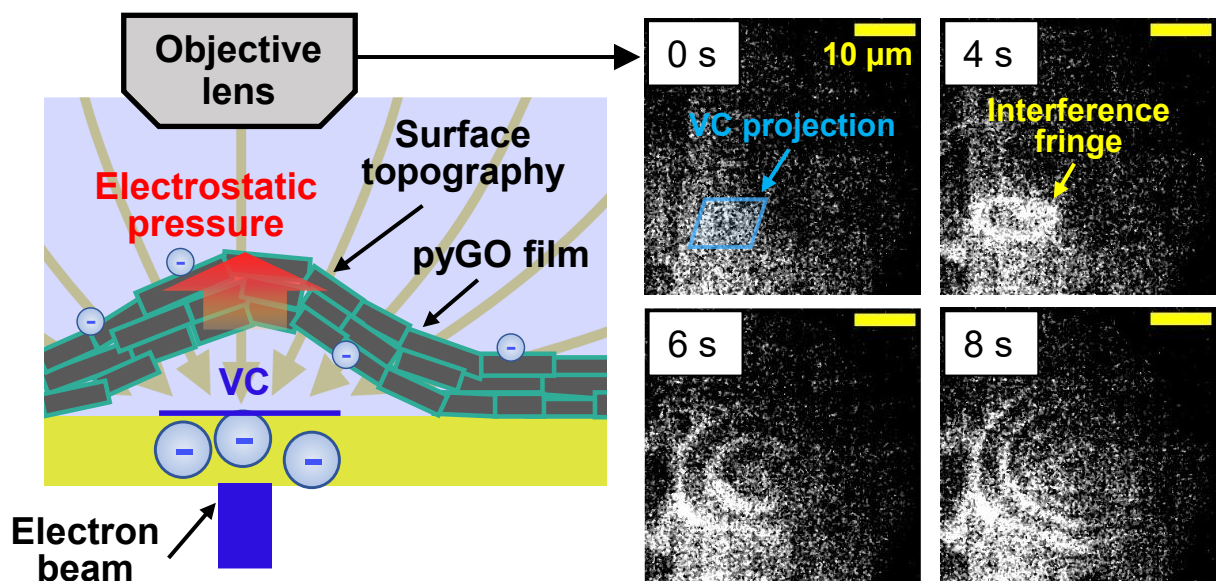 Objective
lens
Surface
topography
Electrostatic
pressure
pyGO film
-
-
-
-
VC
-
-
-
Electron
beam
0 s
10 μm
VC projection
4 s
Interference
fringe
6 s
8 s